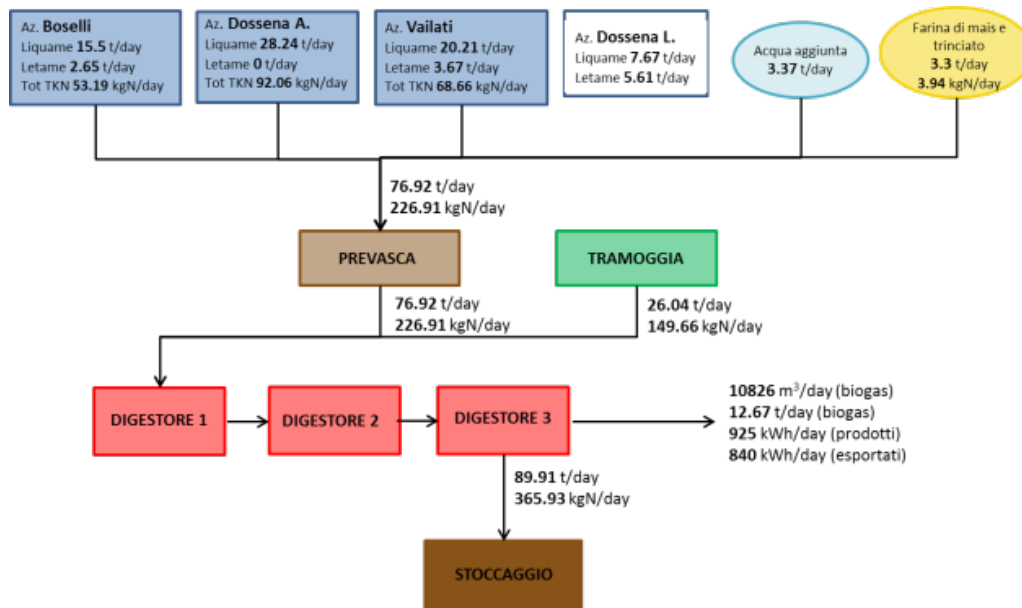 Az. Boselli
Liquame 15.5 t/day
Letame 2.65 t/day
Tot TKN 53.19 kgN/day
Az. Dossena A.
Liquame 28.24 t/day
Letame 0 t/day
Tot TKN 92.06 kgN/day
Az. Vailati
Liquame 20.21 t/day
Letame 3.67 t/day
Tot TKN 68.66 kgN/day
Az. Dossena L.
Liquame 7.67 t/day
Letame 5.61 t/day
Acqua aggiunta
3.37 t/day
Farina di mais e
trinciato
3.3 t/day
3.94 kgN/day
76.92 t/day
226.91 kgN/day
PREVASCA
TRAMOGGIA
76.92 t/day
226.91 kgN/day
26.04 t/day
149.66 kgN/day
DIGESTORE 1
DIGESTORE 2
DIGESTORE 3
10826 m³/day (biogas)
12.67 t/day (biogas)
925 kWh/day (prodotti)
840 kWh/day (esportati)
89.91 t/day
365.93 kgN/day
STOCCAGGIO